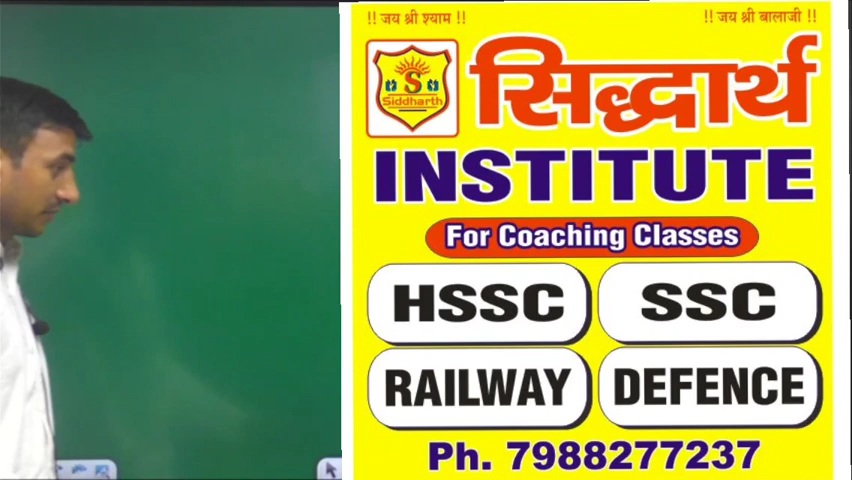 !! जय श्री श्याम !! !! जय श्री बालाजी !!
S
Siddharth
सिद्धार्थ
INSTITUTE
For Coaching Classes
HSSC SSC
RAILWAY DEFENCE
Ph. 7988277237